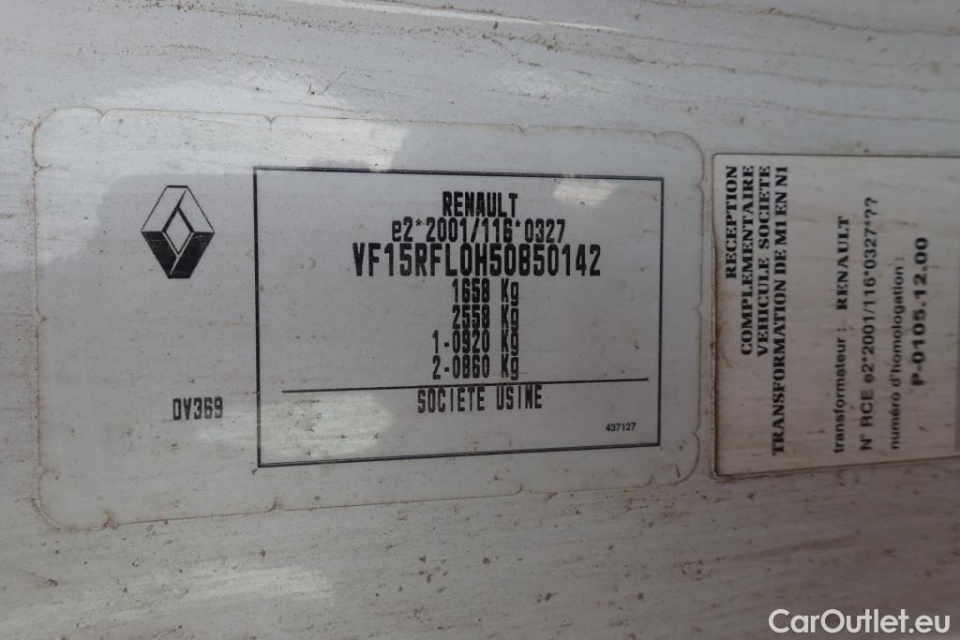 RENAULT
e2*2001/116*0327
VF15RFL0H50850142
1658 Kg
2558 Kg
1-0920 Kg
2-0860 Kg
SOCIETE USINE
437127
DV369
RECEPTION
COMPLEMENTAIRE
VEHICULE SOCIETE
TRANSFORMATION DE M1 EN N1
transformateur : RENAULT
N° RCE e2*2001/116*0327*??
numéro d'homologation :
P-0105.12.00
CarOutlet.eu